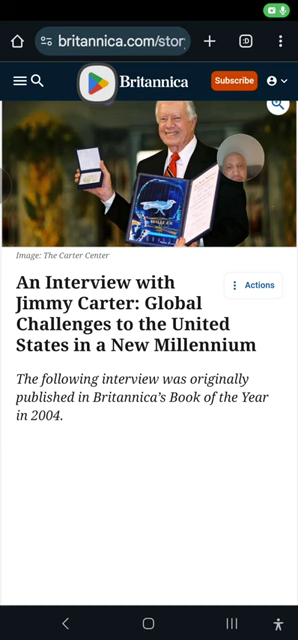 britannica.com/stor
Britannica
Subscribe
Image: The Carter Center
An Interview with
Jimmy Carter: Global
Challenges to the United
States in a New Millennium
Actions
The following interview was originally
published in Britannica's Book of the Year
in 2004.